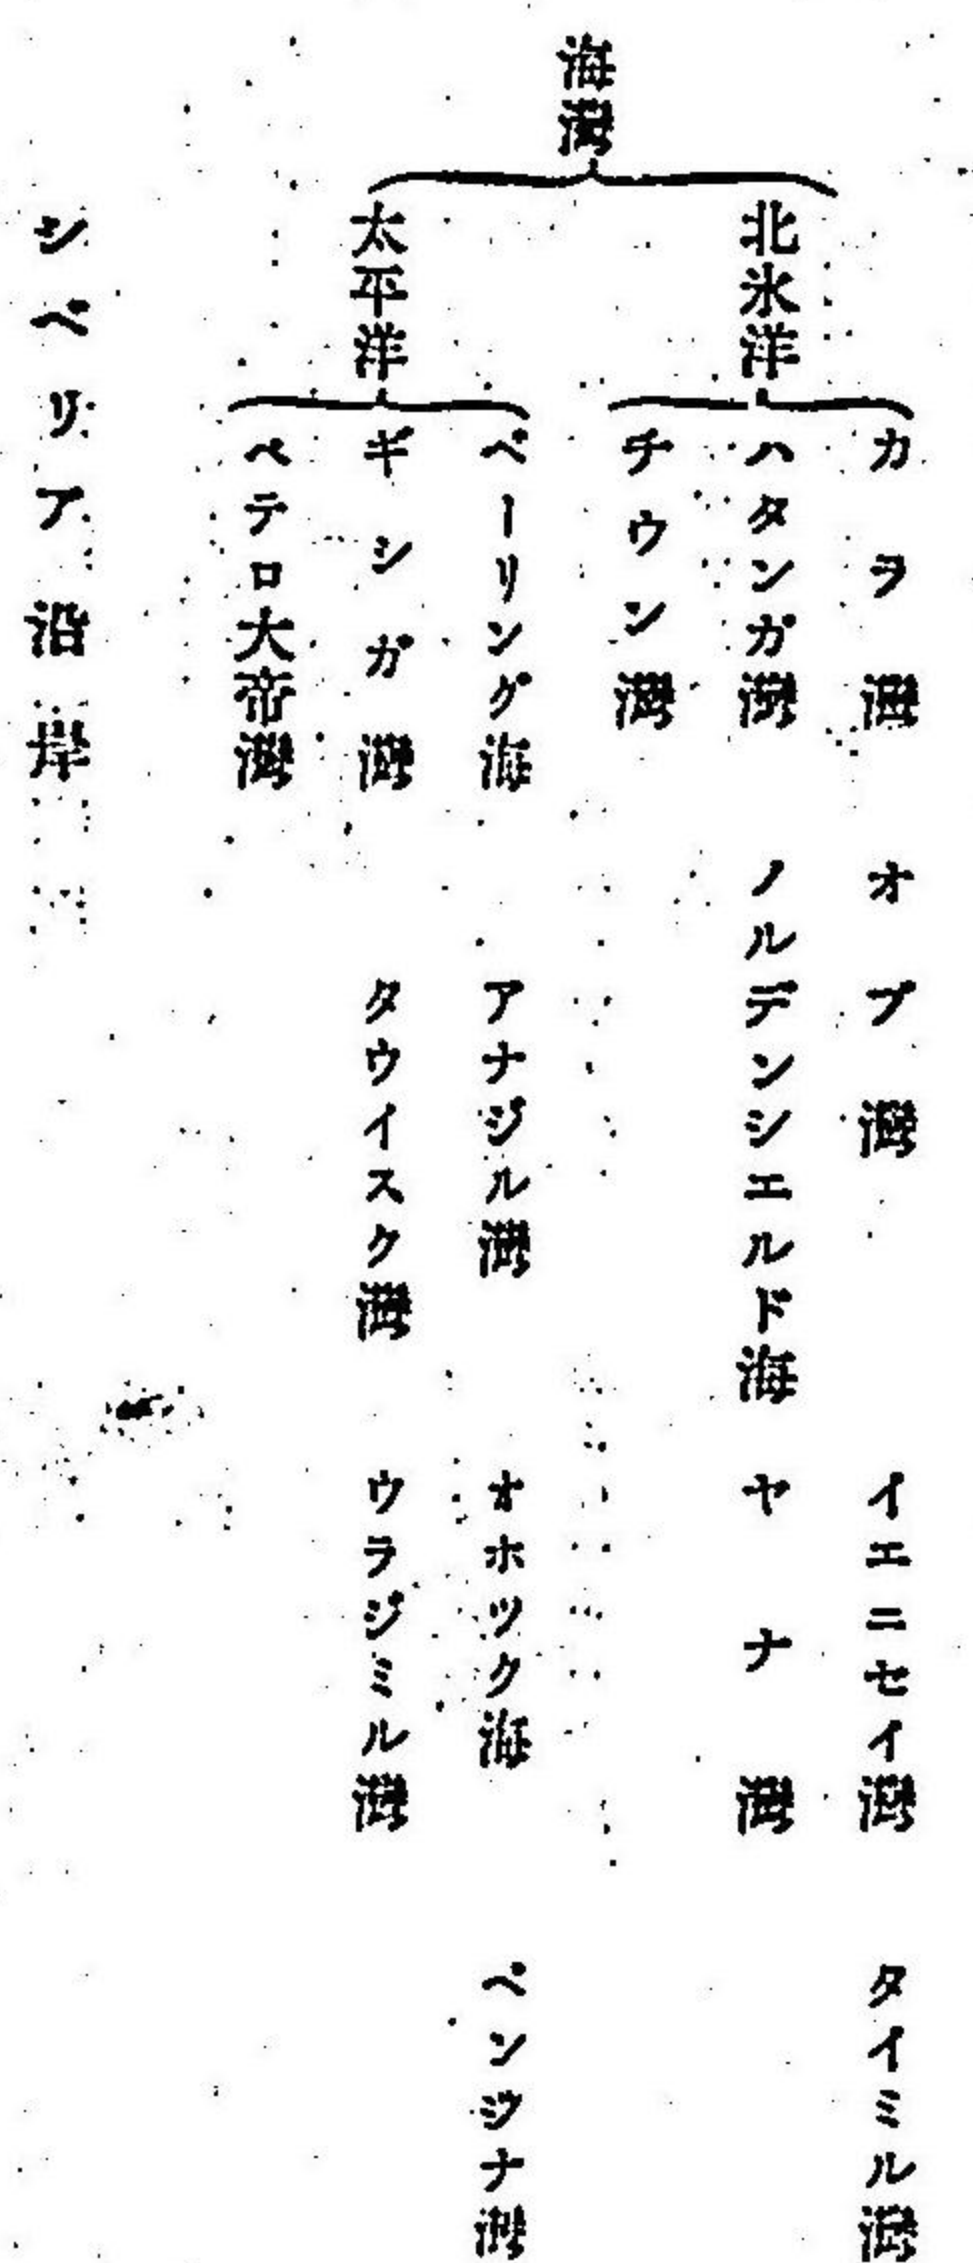 海灣
北氷洋
カラ灣　オブ灣　イエニセイ灣　タイミル灣
ハタンガ灣　ノルデンシエルド海　ヤナ灣
チウン灣
太平洋
ベーリング海　アナジル灣　オホツク海　ペンジナ灣
ギシガ灣　タウイスク灣　ウラジミル灣
ペテロ大帝灣
シベリア沿岸